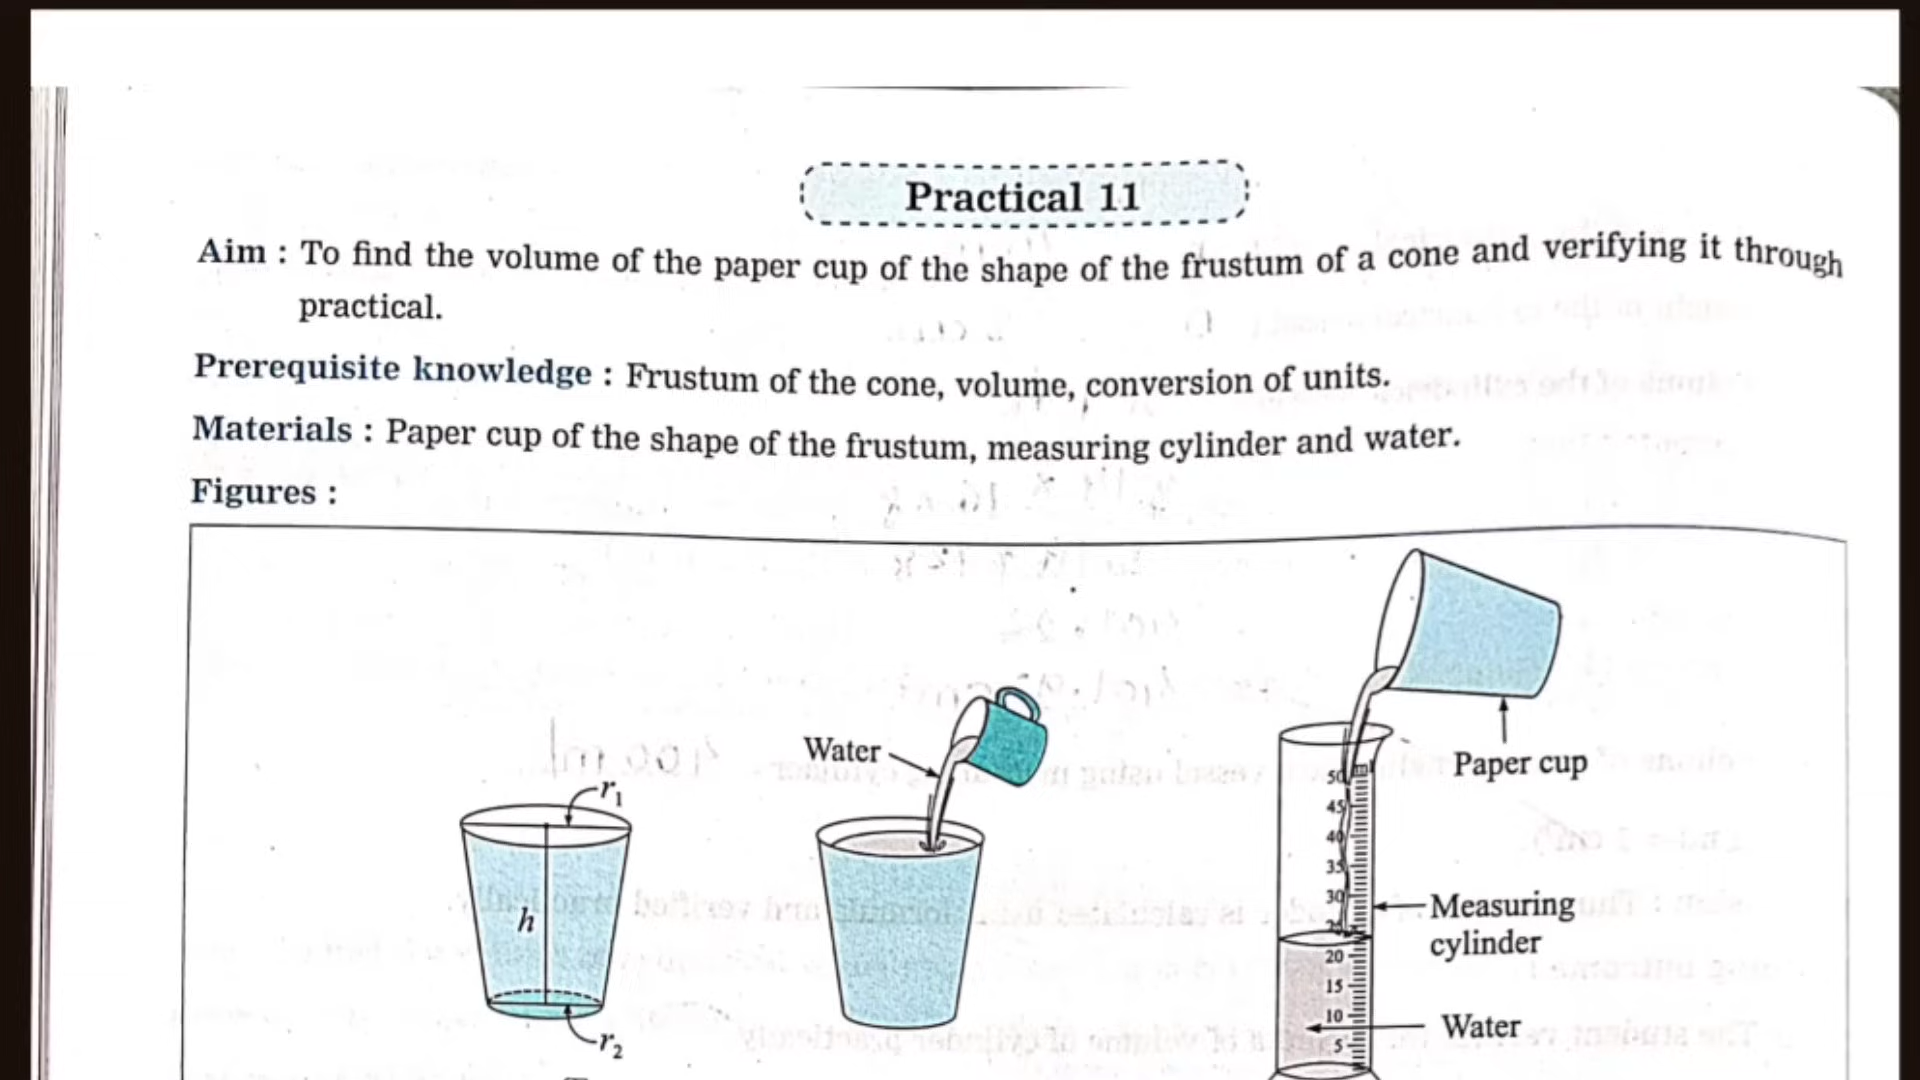 Practical 11
Aim : To find the volume of the paper cup of the shape of the frustum of a cone and verifying it through
practical.
Prerequisite knowledge : Frustum of the cone, volume, conversion of units.
Materials : Paper cup of the shape of the frustum, measuring cylinder and water.
Figures :
Water
Paper cup
r1
h
r2
50 ml
45
40
35
30
25
20
15
10
5
Measuring
cylinder
Water